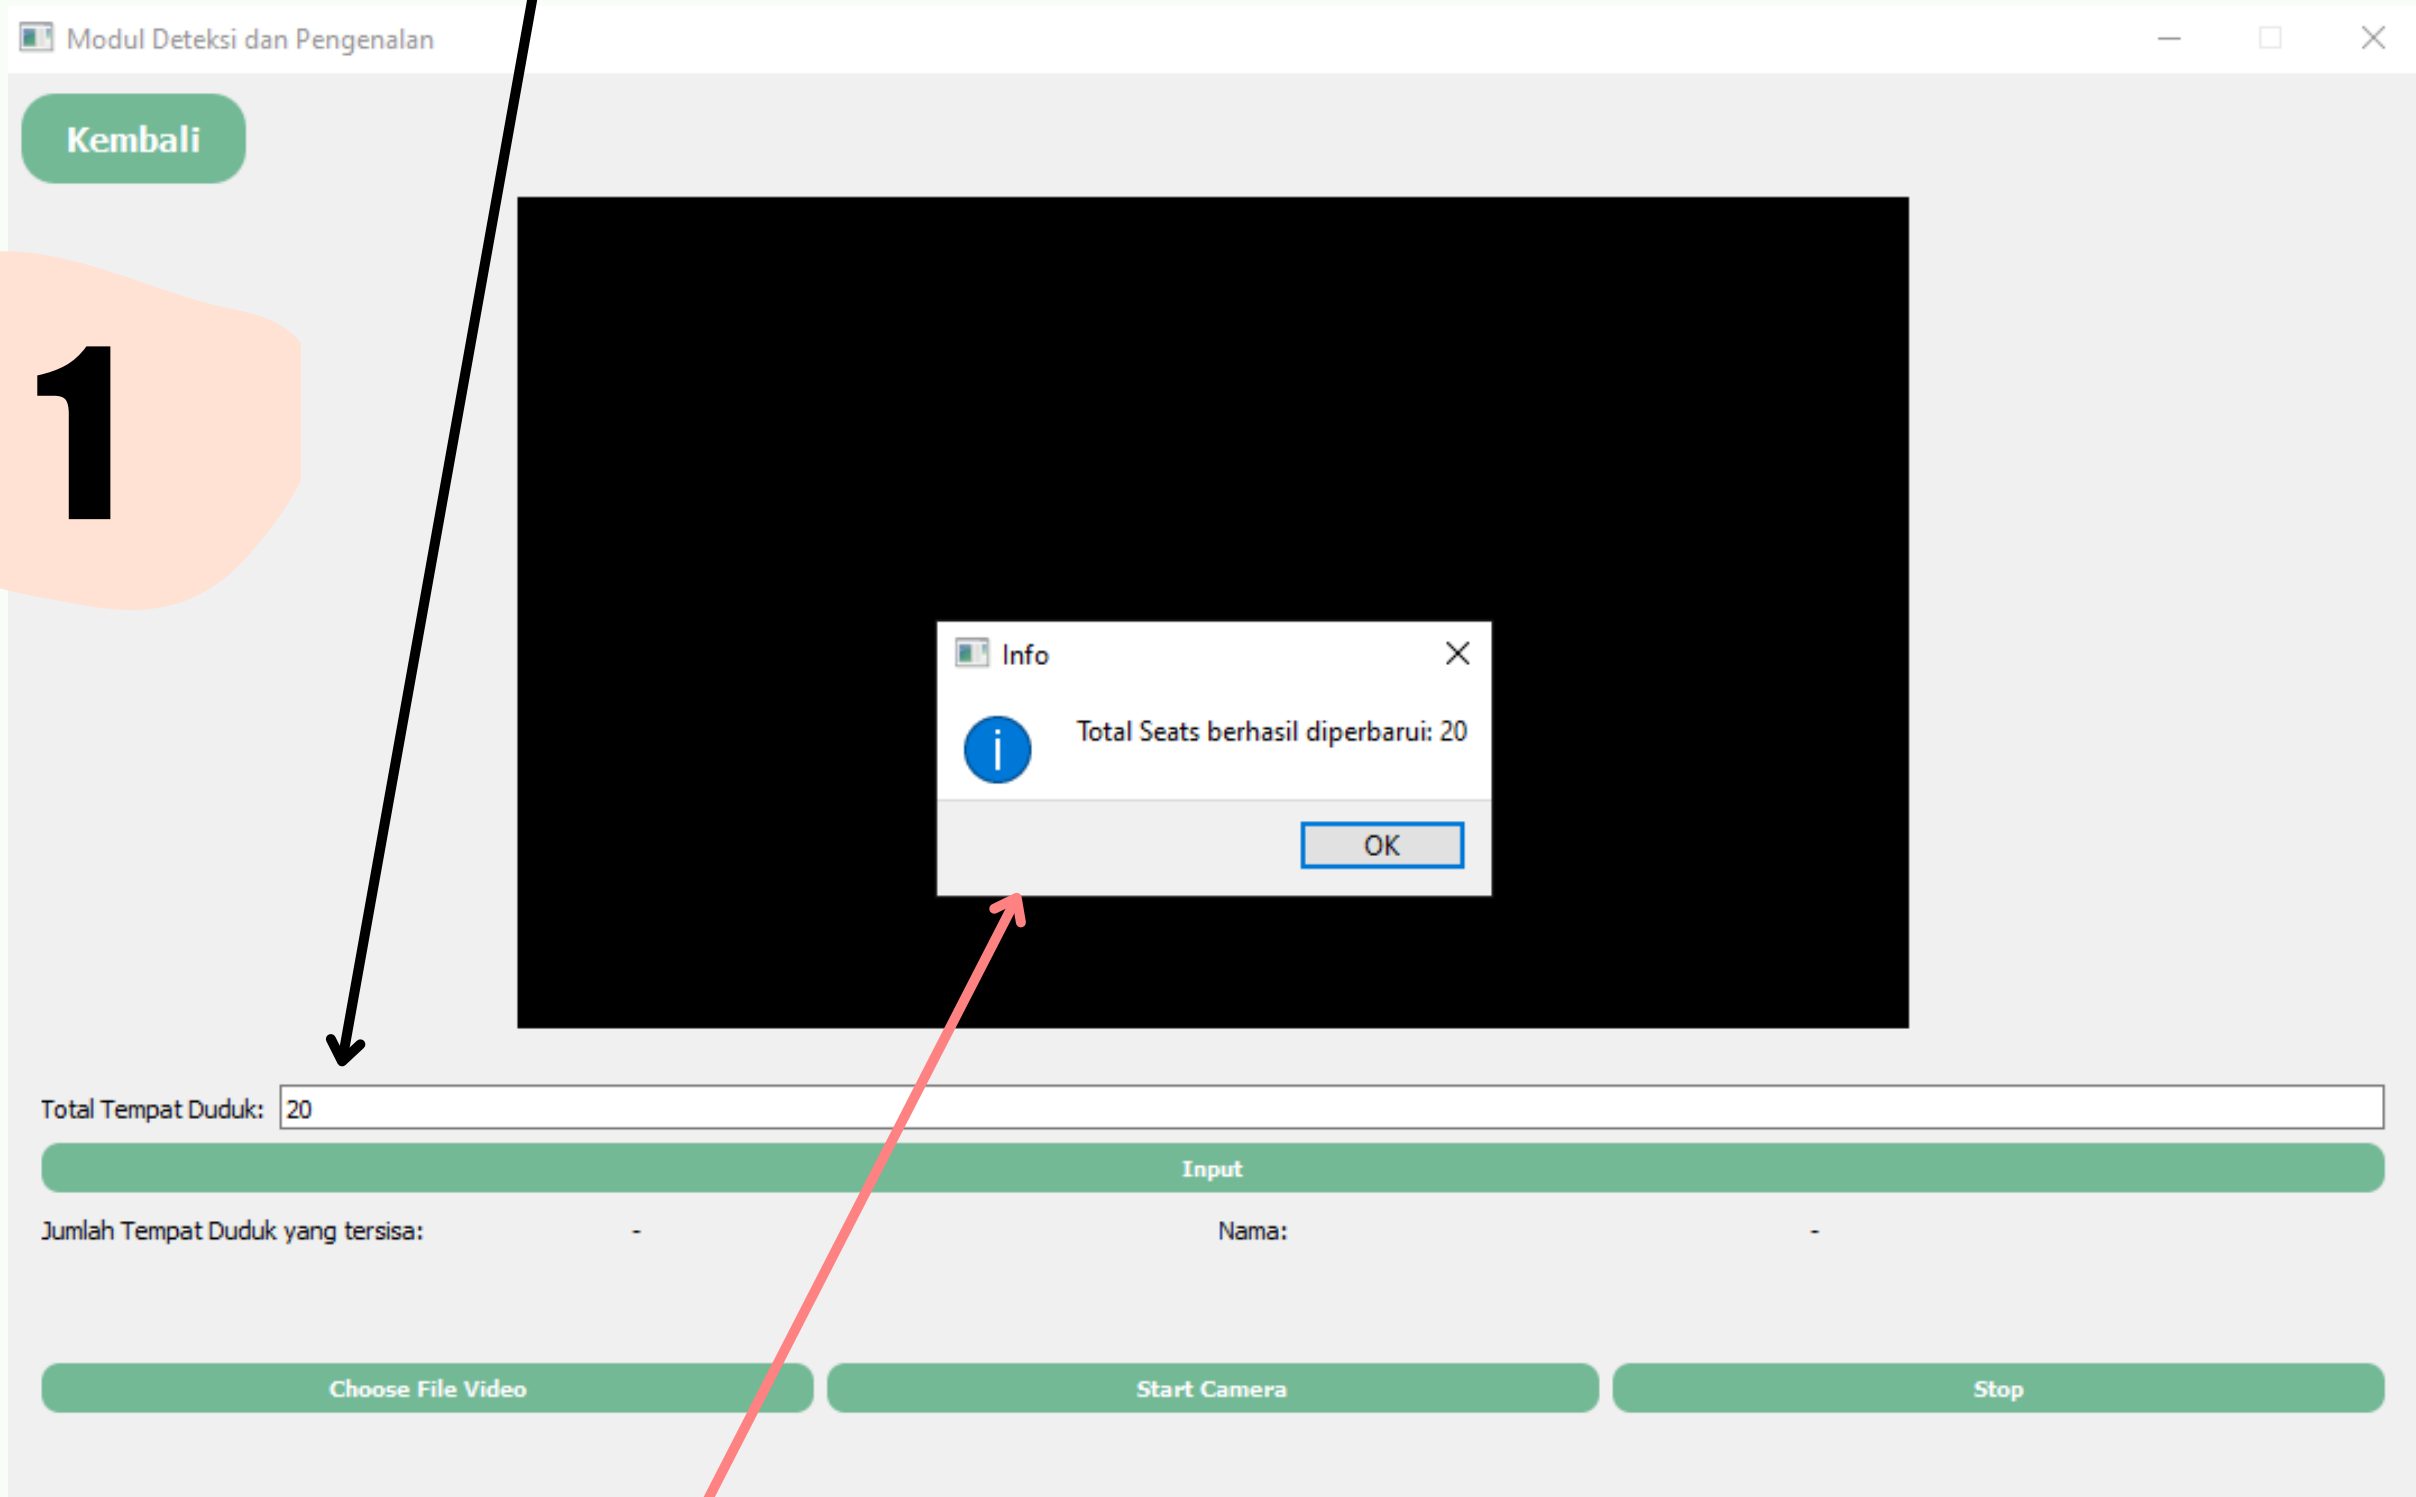 Modul Deteksi dan Pengenalan
Kembali
1
Info
Total Seats berhasil diperbarui: 20
OK
Total Tempat Duduk: 20
Input
Jumlah Tempat Duduk yang tersisa: - Nama: -
Choose File Video Start Camera Stop